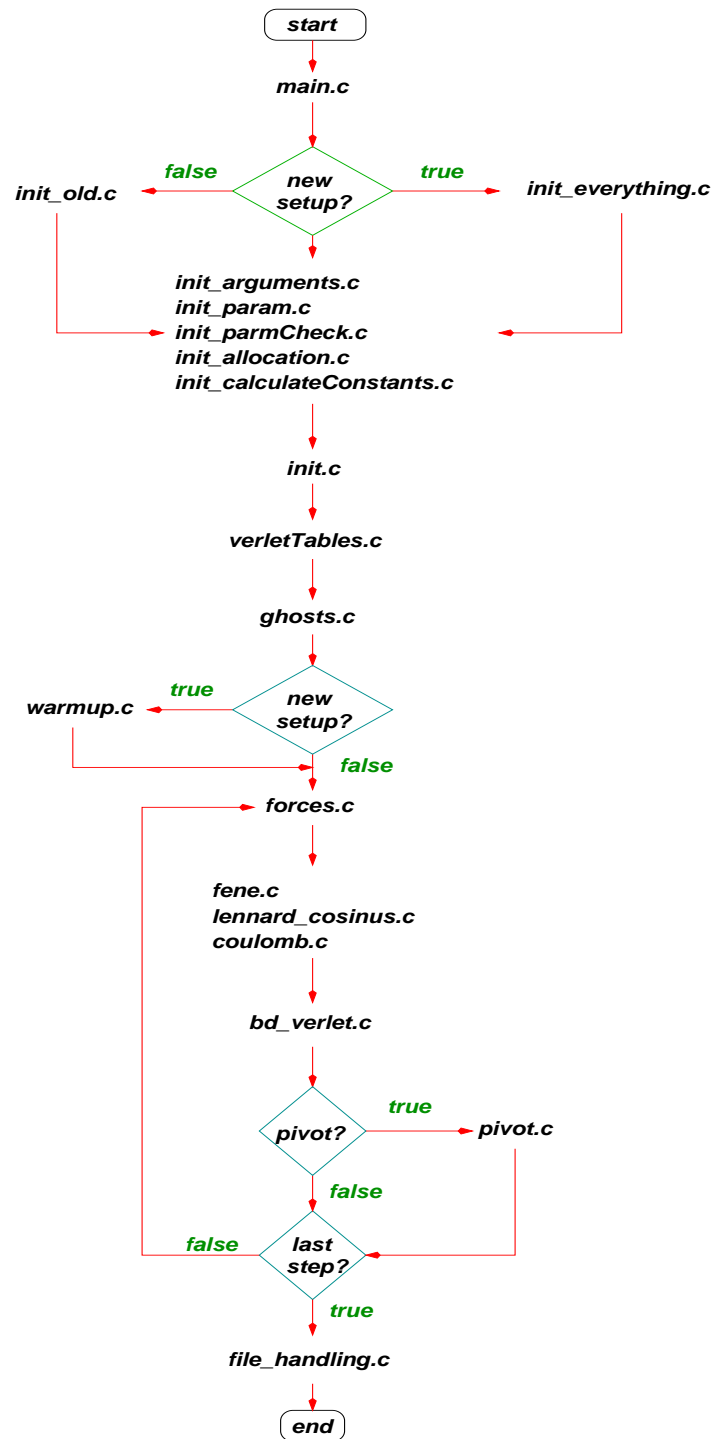 start
main.c
false
true
new
setup?
init_old.c
init_everything.c
init_arguments.c
init_param.c
init_parmCheck.c
init_allocation.c
init_calculateConstants.c
init.c
verletTables.c
ghosts.c
true
new
setup?
warmup.c
false
forces.c
fene.c
lennard_cosinus.c
coulomb.c
bd_verlet.c
true
pivot?
pivot.c
false
false
last
step?
true
file_handling.c
end